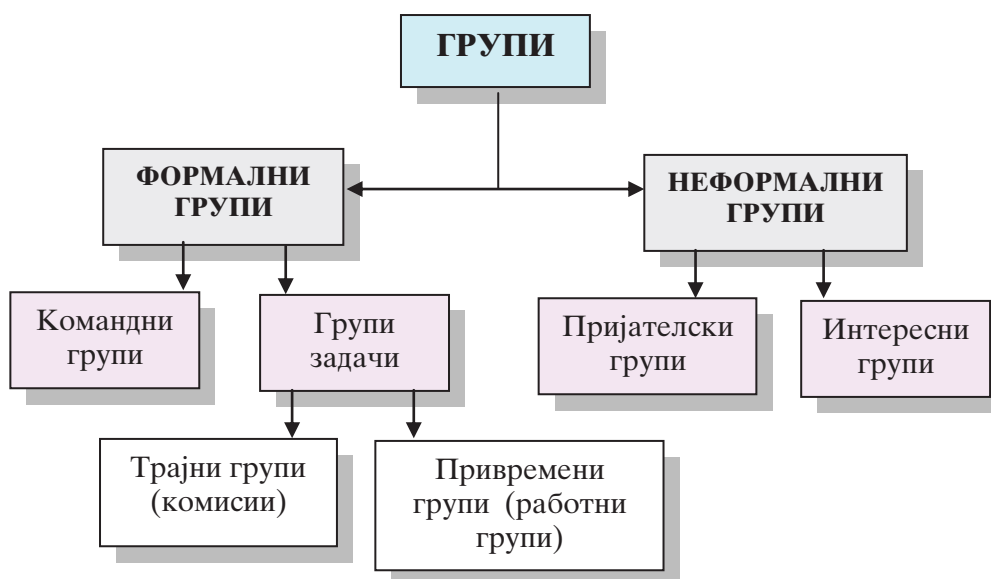 ГРУПИ
ФОРМАЛНИ
ГРУПИ
НЕФОРМАЛНИ
ГРУПИ
Командни
групи
Групи
задачи
Пријателски
групи
Интересни
групи
Трајни групи
(комисии)
Привремени
групи (работни
групи)